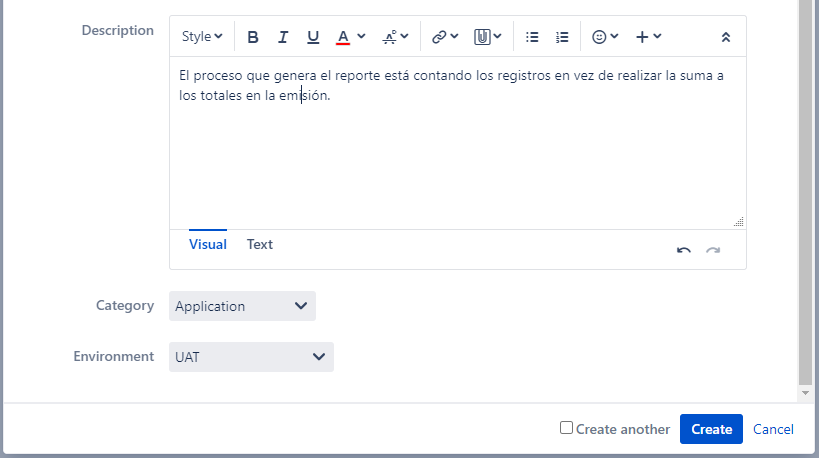 Description
Style B I U A
El proceso que genera el reporte está contando los registros en vez de realizar la suma a
los totales en la emisión.
Visual Text
Category Application
Environment UAT
Create another Create Cancel